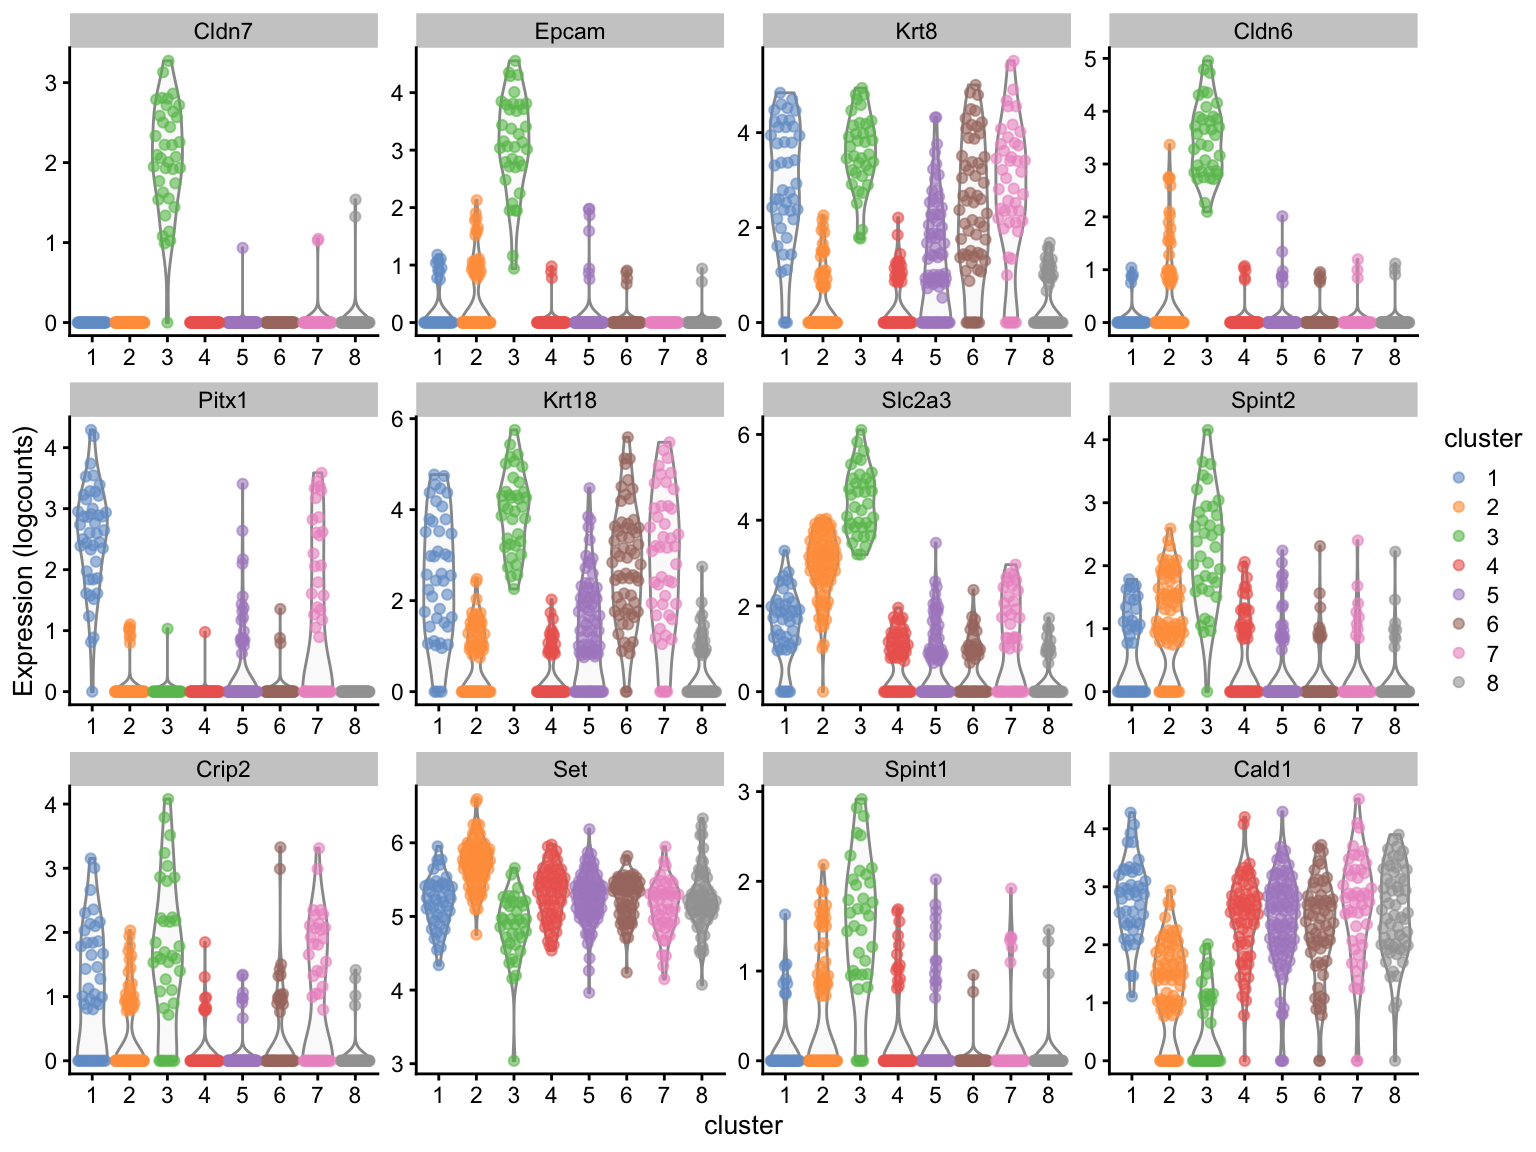 Cldn7 Epcam Krt8 Cldn6
3 2 1 0
4 3 2 1 0
4 2 0
5 4 3 2 1 0
1 2 3 4 5 6 7 8 1 2 3 4 5 6 7 8 1 2 3 4 5 6 7 8 1 2 3 4 5 6 7 8
Pitx1 Krt18 Slc2a3 Spint2
4 3 2 1 0
6 4 2 0
6 4 2 0
4 3 2 1 0
1 2 3 4 5 6 7 8 1 2 3 4 5 6 7 8 1 2 3 4 5 6 7 8 1 2 3 4 5 6 7 8
Crip2 Set Spint1 Cald1
4 3 2 1 0
6 5 4 3
3 2 1 0
4 3 2 1 0
1 2 3 4 5 6 7 8 1 2 3 4 5 6 7 8 1 2 3 4 5 6 7 8 1 2 3 4 5 6 7 8
Expression (logcounts)
cluster
cluster
1
2
3
4
5
6
7
8